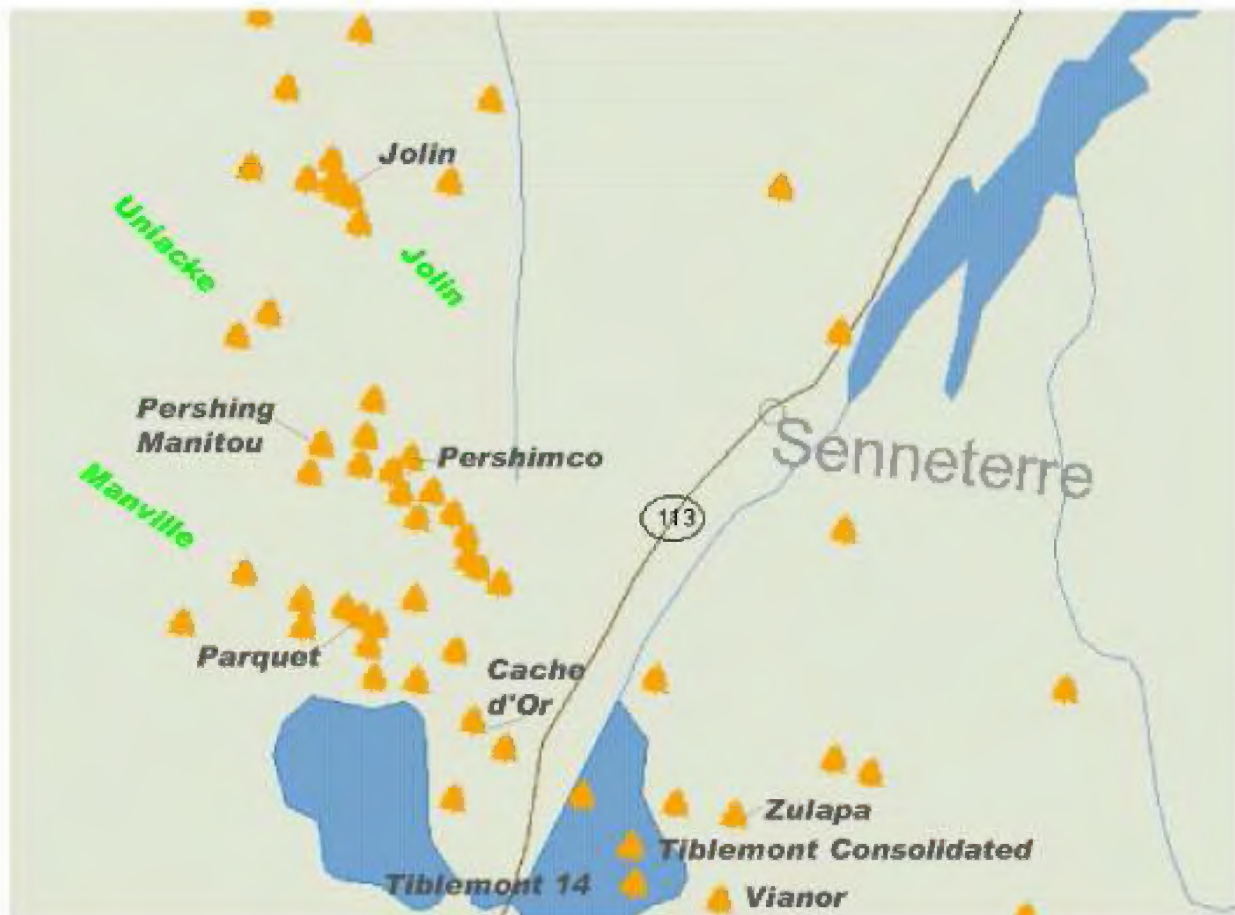 Jolin
Uniacke
Jolin
Pershing
Manitou
Pershimco
Senneterre
Manville
113
Parquet
Cache
d'Or
Zulapa
Tiblemont Consolidated
Tiblemont 14
Vianor